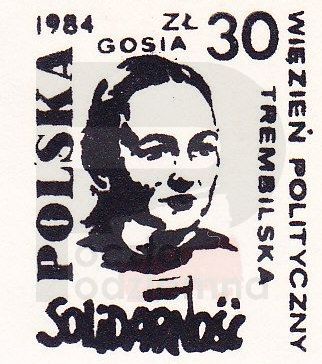 1984 ZŁ 30
GOSIA
TREMBILSKA
WIĘZIEŃ POLITYCZNY
POLSKA
SOLIDARNOŚĆ